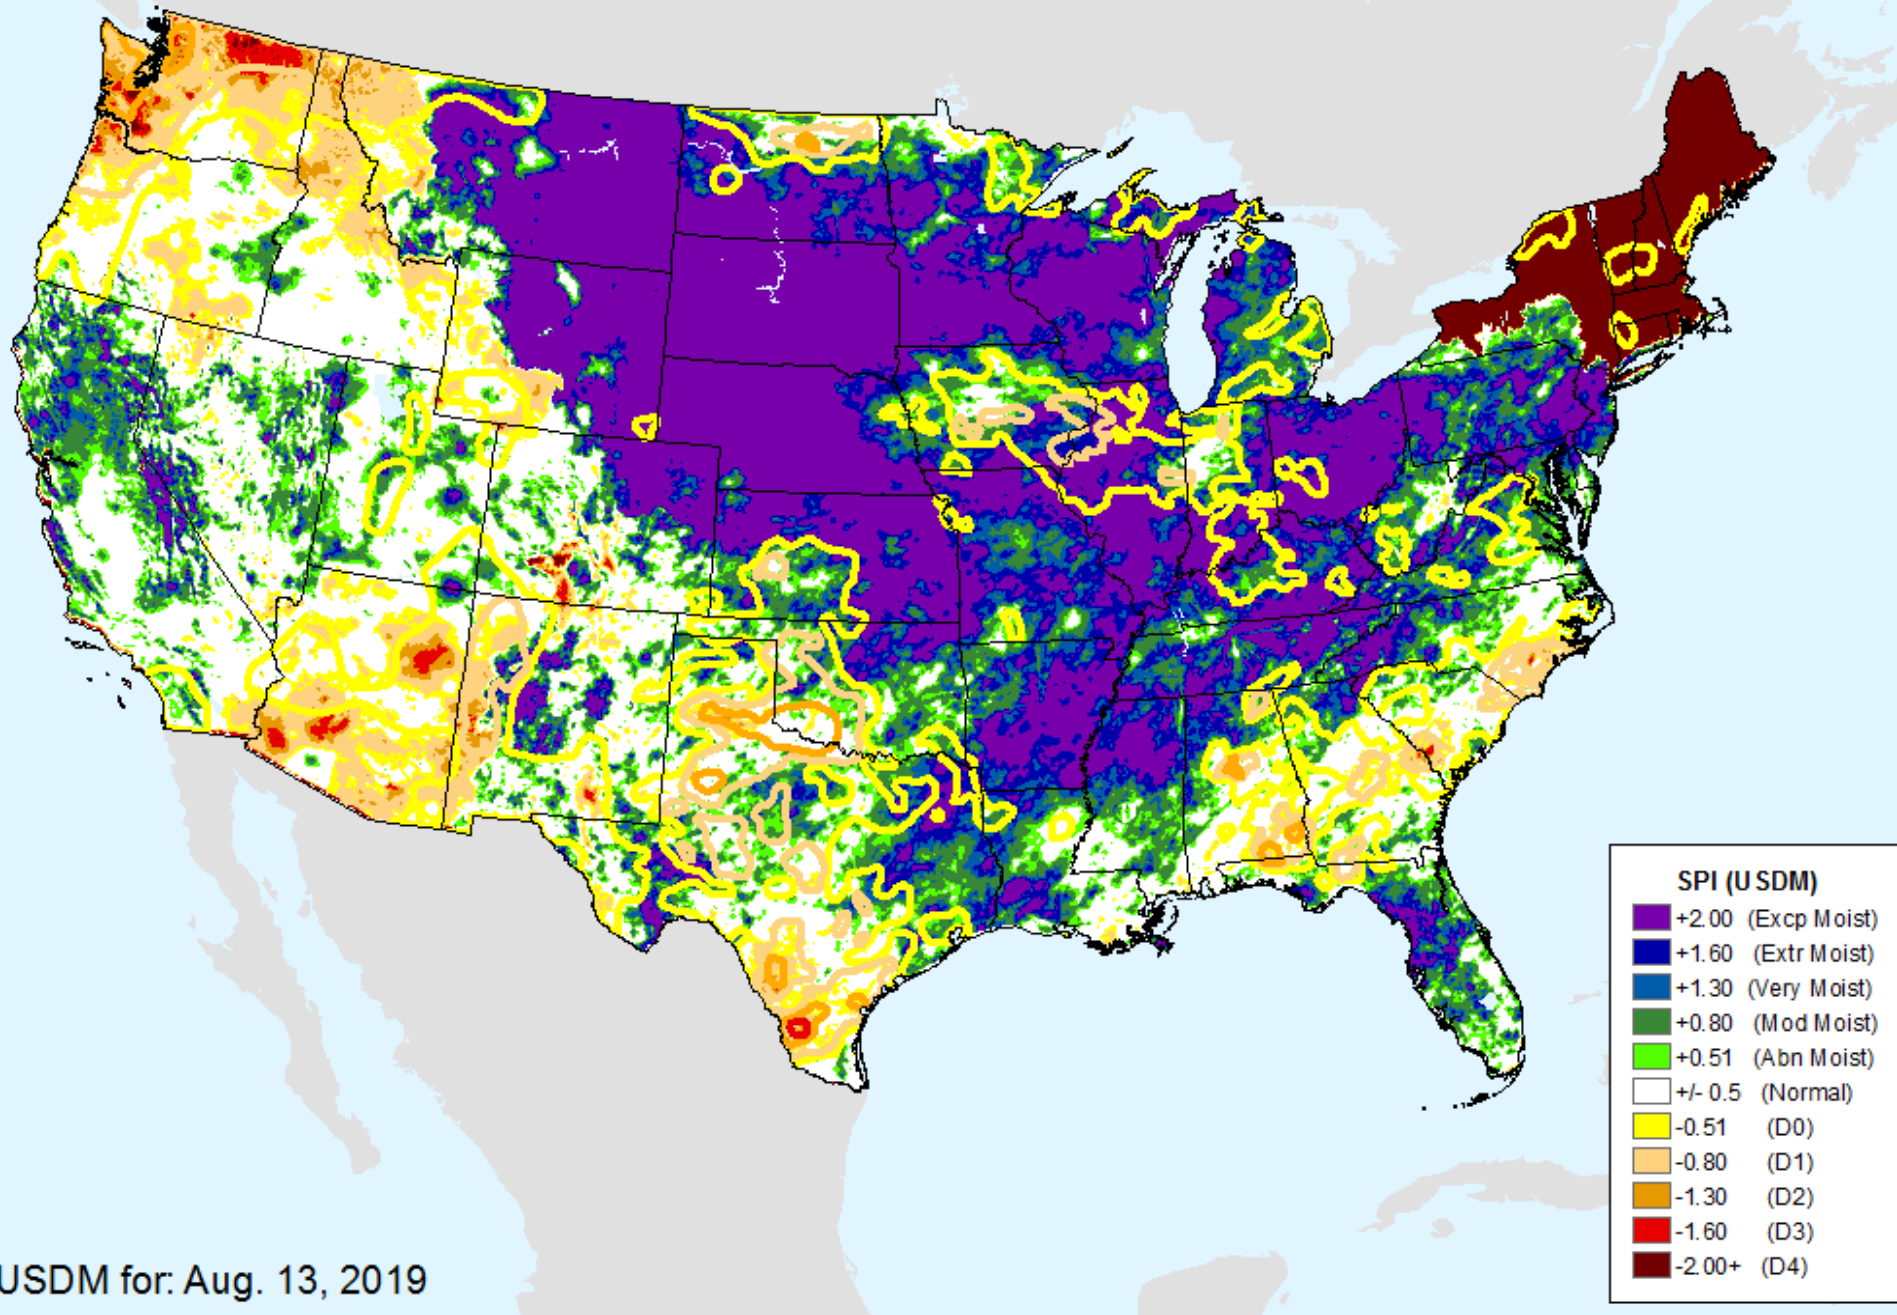 SPI (USDM)
+2.00 (Excp Moist)
+1.60 (Extr Moist)
+1.30 (Very Moist)
+0.80 (Mod Moist)
+0.51 (Abn Moist)
+/- 0.5 (Normal)
-0.51 (D0)
-0.80 (D1)
-1.30 (D2)
-1.60 (D3)
-2.00+ (D4)
USDM for: Aug. 13, 2019